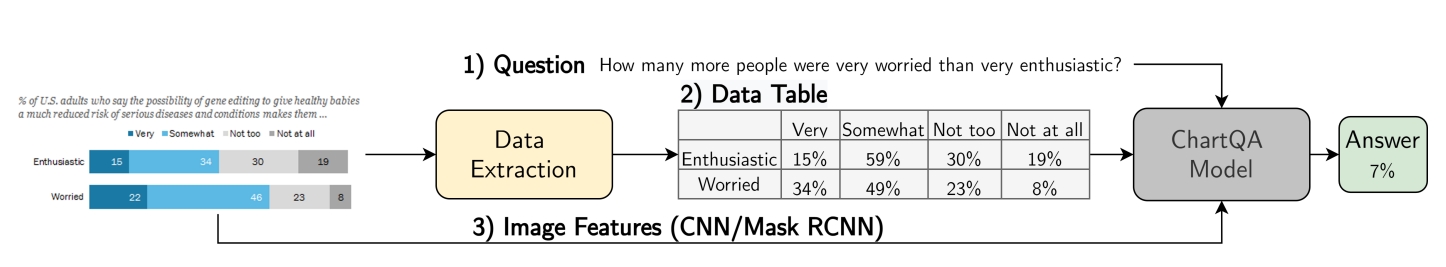 1) Question How many more people were very worried than very enthusiastic?
% of U.S. adults who say the possibility of gene editing to give healthy babies
a much reduced risk of serious diseases and conditions makes them ...
Very Somewhat Not too Not at all
Enthusiastic 15 34 30 19
Worried 22 46 23 8
Data
Extraction
2) Data Table
Very Somewhat Not too Not at all
Enthusiastic 15% 59% 30% 19%
Worried 34% 49% 23% 8%
ChartQA
Model
Answer
7%
3) Image Features (CNN/Mask RCNN)